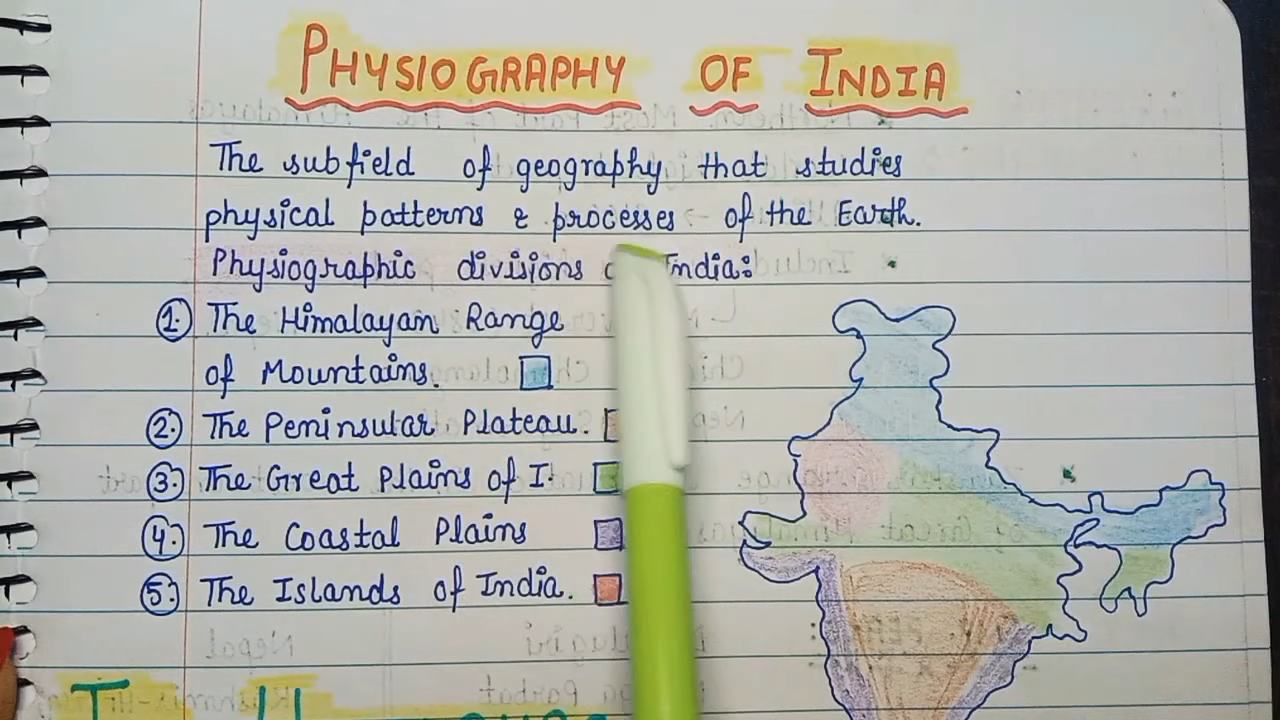 PHYSIOGRAPHY OF INDIA
The subfield of geography that studies
physical patterns & processes of the Earth.
Physiographic divisions India:
1. The Himalayan Range
of Mountains.
2. The Peninsular Plateau.
3. The Great Plains of I.
4. The Coastal Plains
5. The Islands of India.